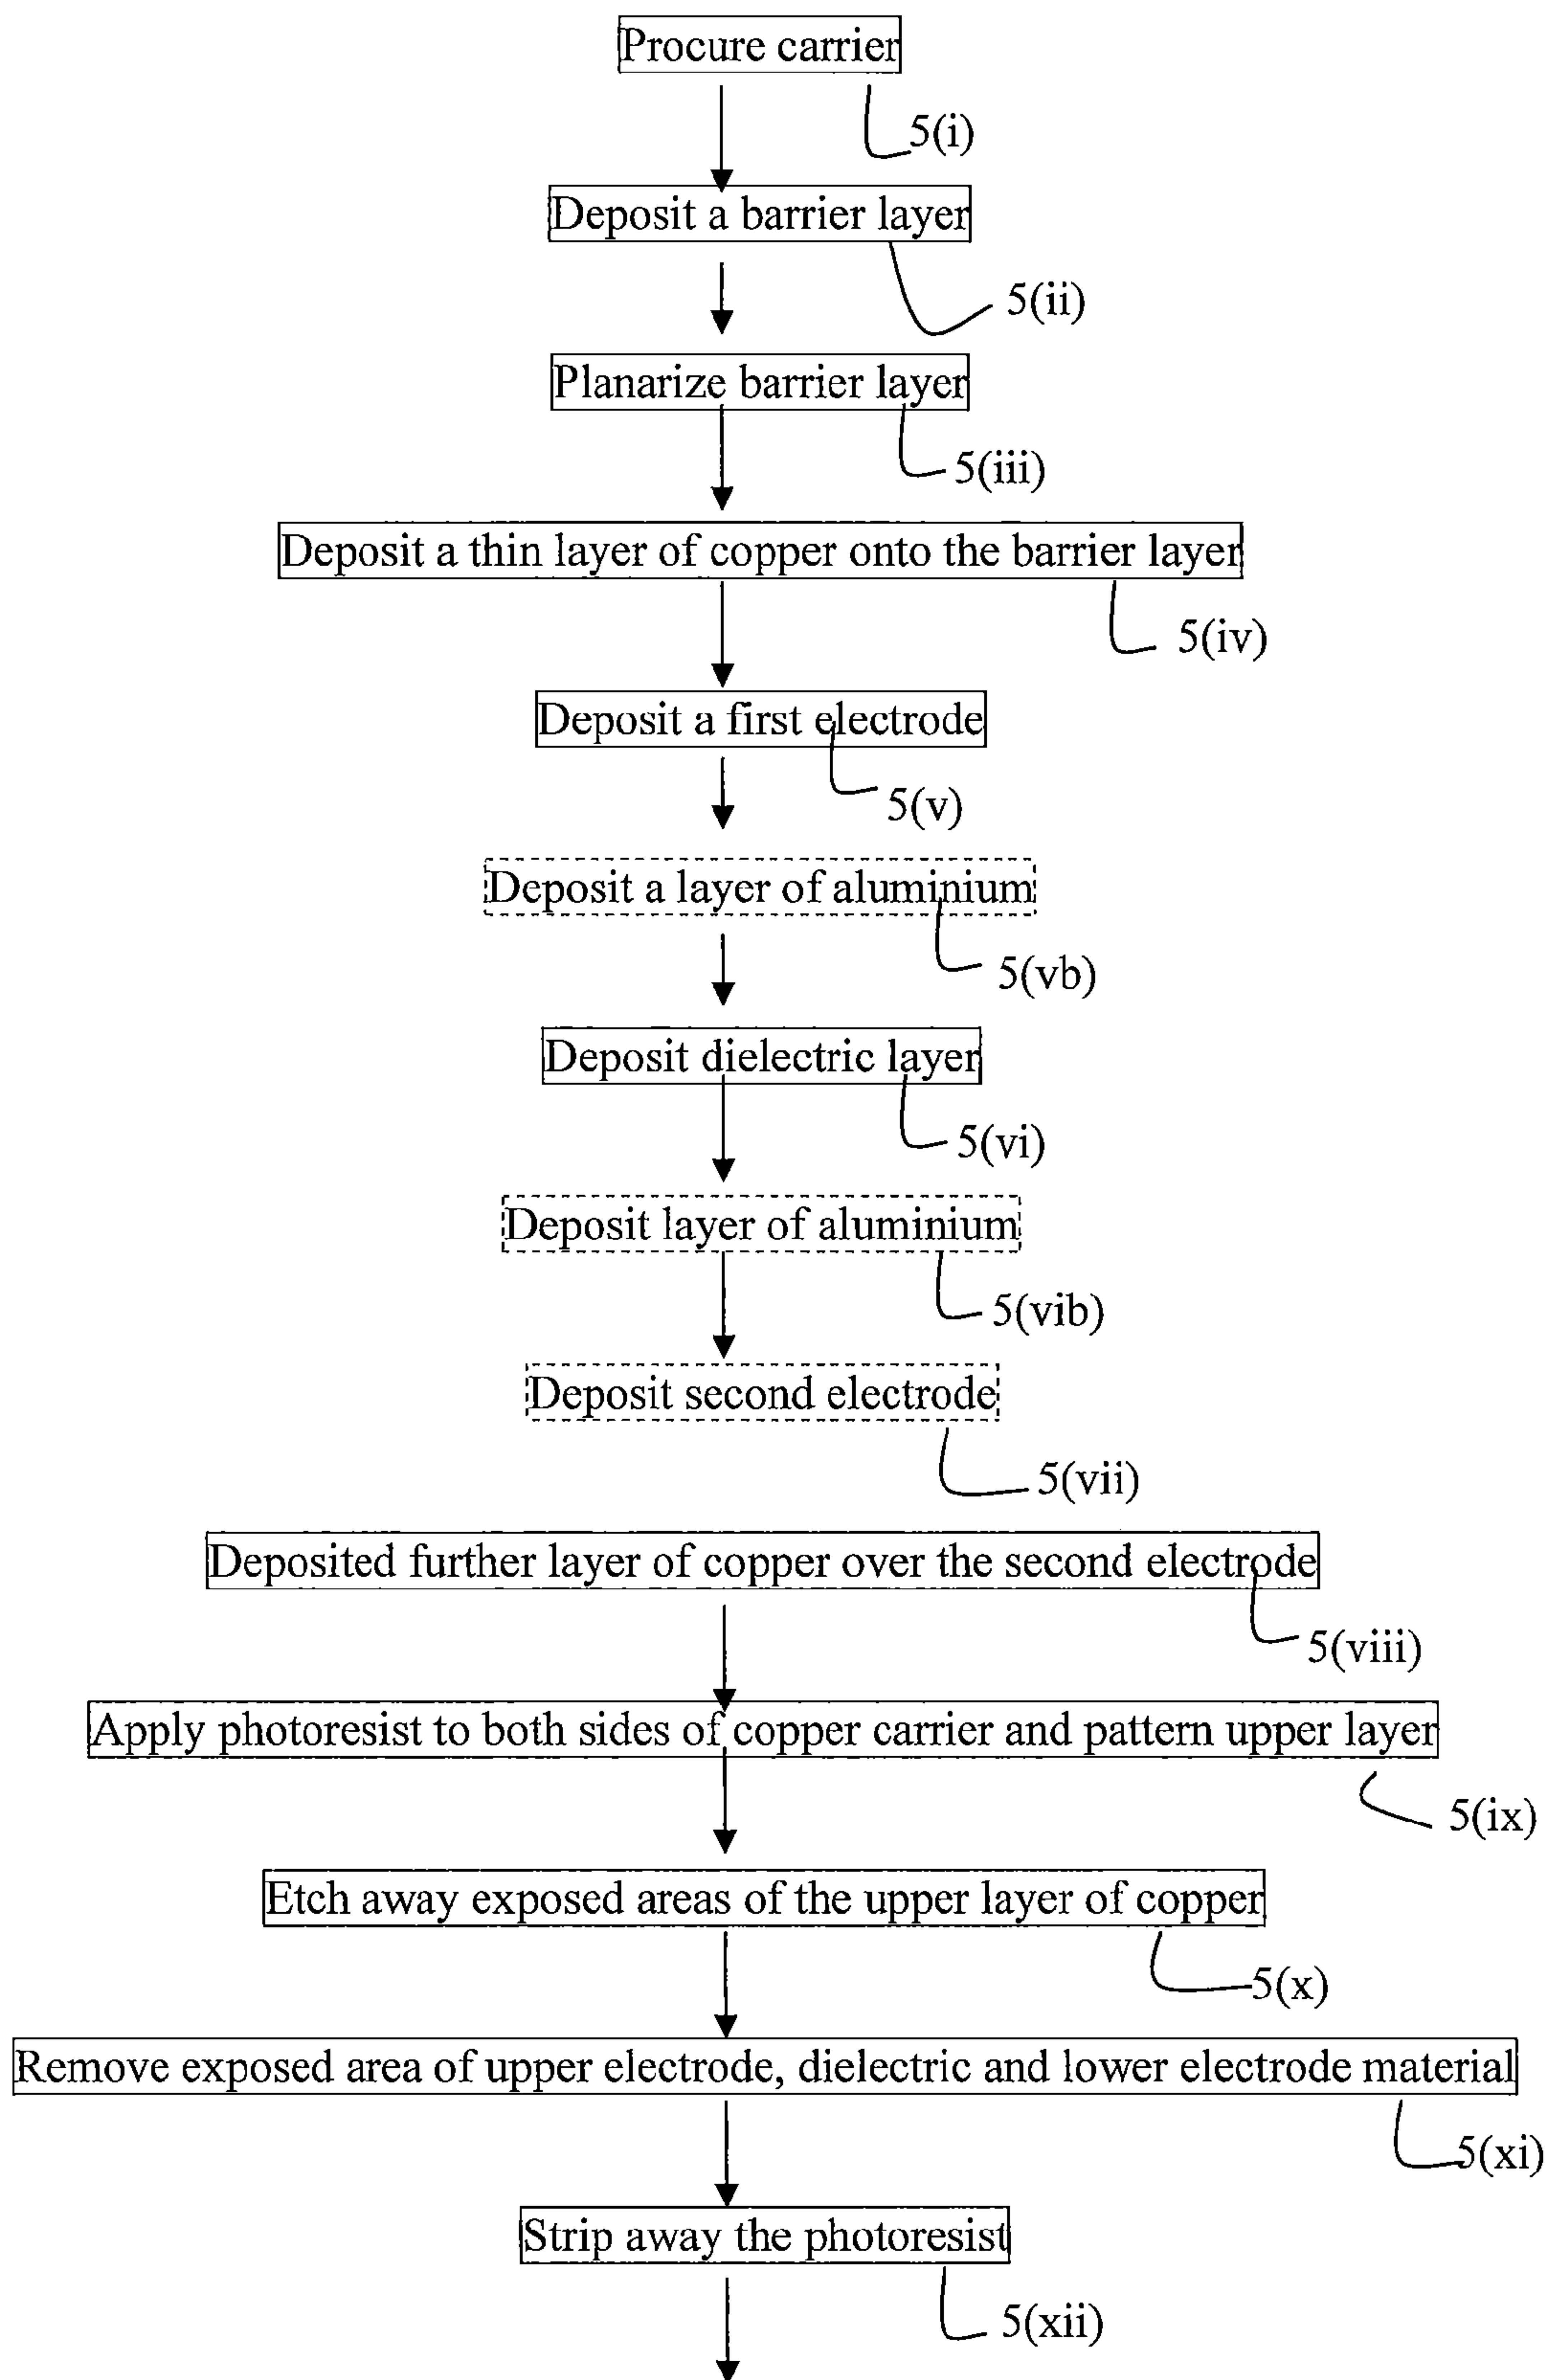 Procure carrier
5(i)
Deposit a barrier layer
5(ii)
Planarize barrier layer
5(iii)
Deposit a thin layer of copper onto the barrier layer
5(iv)
Deposit a first electrode
5(v)
Deposit a layer of aluminium
5(vb)
Deposit dielectric layer
5(vi)
Deposit layer of aluminium
5(vib)
Deposit second electrode
5(vii)
Deposited further layer of copper over the second electrode
5(viii)
Apply photoresist to both sides of copper carrier and pattern upper layer
5(ix)
Etch away exposed areas of the upper layer of copper
5(x)
Remove exposed area of upper electrode, dielectric and lower electrode material
5(xi)
Strip away the photoresist
5(xii)